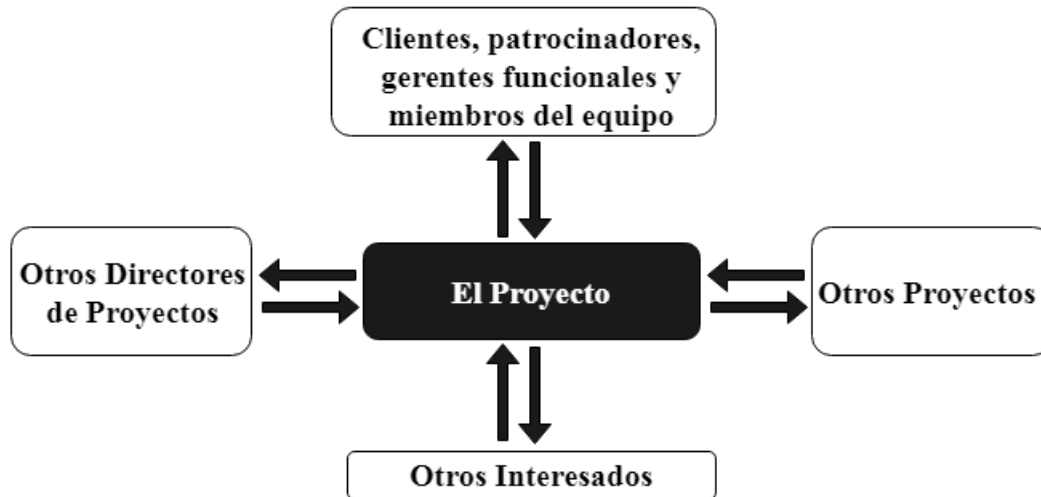 Clientes, patrocinadores,
gerentes funcionales y
miembros del equipo
Otros Directores
de Proyectos
El Proyecto
Otros Proyectos
Otros Interesados